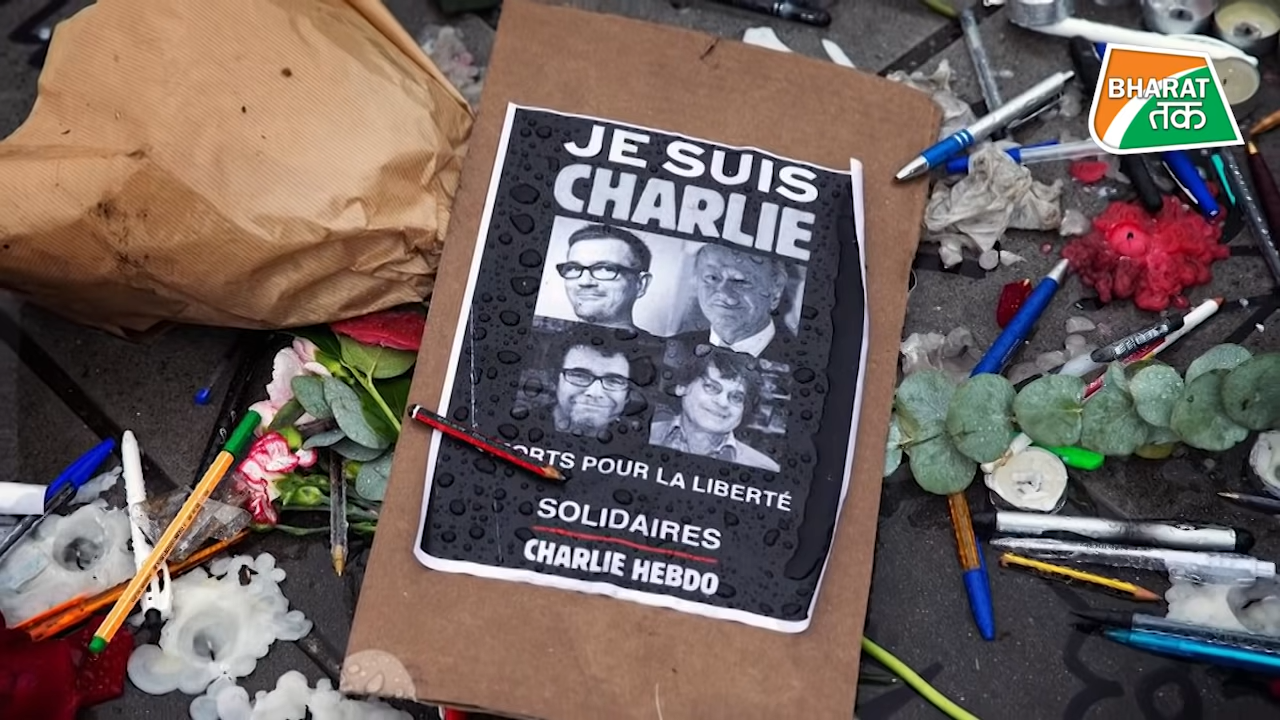 BHARAT
तक
JE SUIS
CHARLIE
ORTS POUR LA LIBERTÉ
SOLIDAIRES
CHARLIE HEBDO